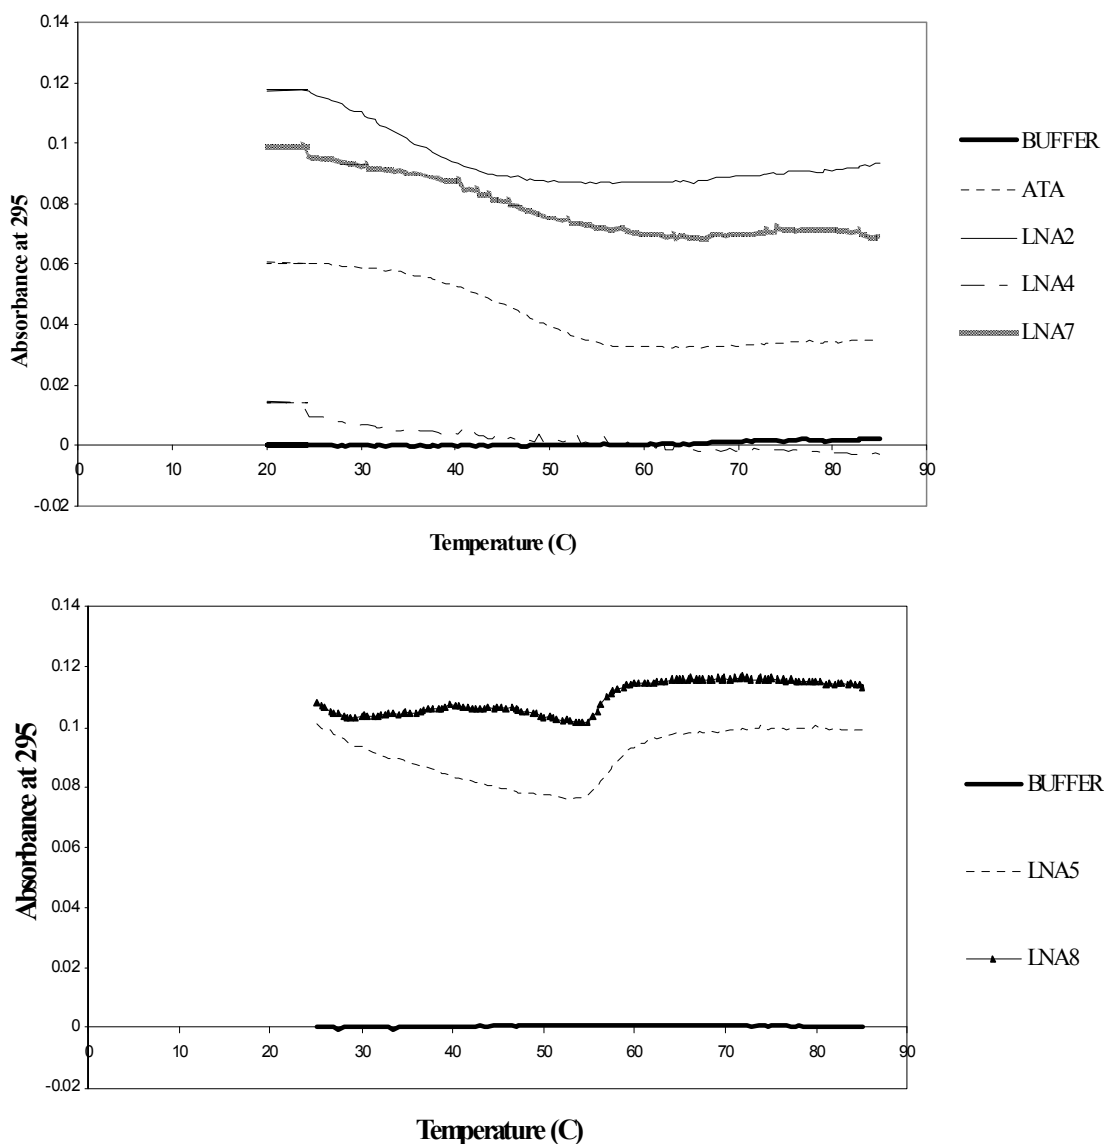 0.14
0.12
0.1
0.08
0.06
0.04
0.02
0
-0.02
0 10 20 30 40 50 60 70 80 90
Absorbance at 295
Temperature (C)
BUFFER
ATA
LNA2
LNA4
LNA7
0.14
0.12
0.1
0.08
0.06
0.04
0.02
0
-0.02
0 10 20 30 40 50 60 70 80 90
Absorbance at 295
Temperature (C)
BUFFER
LNA5
LNA8